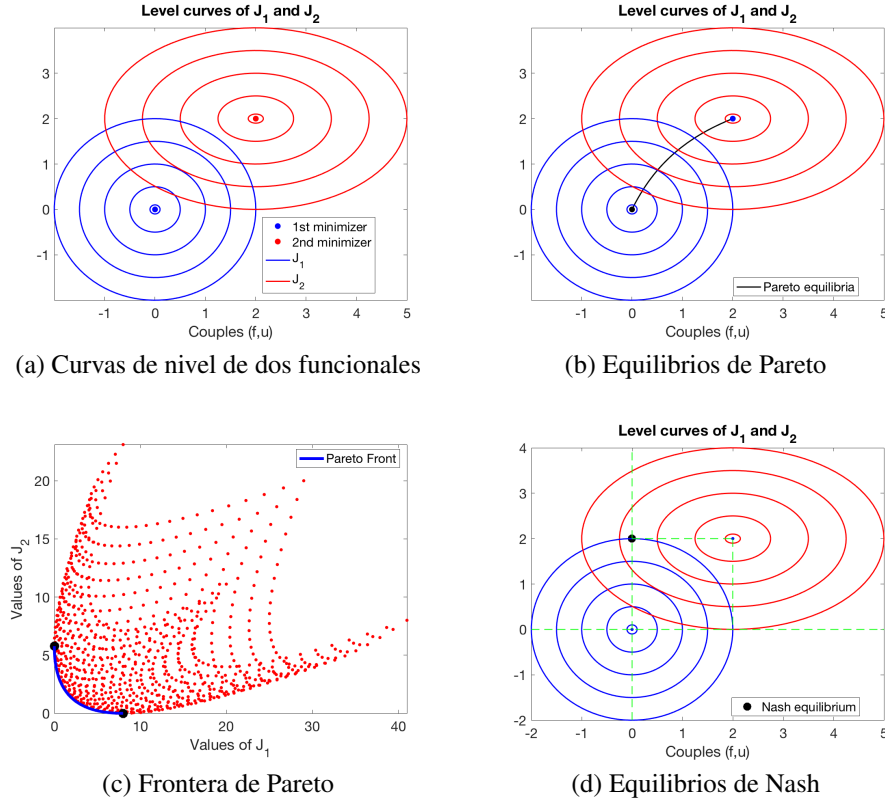 Level curves of J1 and J2
3
2
1
0
-1
-1 0 1 2 3 4 5
Couples (f,u)
1st minimizer
2nd minimizer
J1
J2
(a) Curvas de nivel de dos funcionales
Level curves of J1 and J2
3
2
1
0
-1
-1 0 1 2 3 4 5
Couples (f,u)
Pareto equilibria
(b) Equilibrios de Pareto
Pareto Front
Values of J2
20
15
10
5
0
0 10 20 30 40
Values of J1
(c) Frontera de Pareto
Level curves of J1 and J2
4
3
2
1
0
-1
-2
-2 -1 0 1 2 3 4 5
Couples (f,u)
Nash equilibrium
(d) Equilibrios de Nash